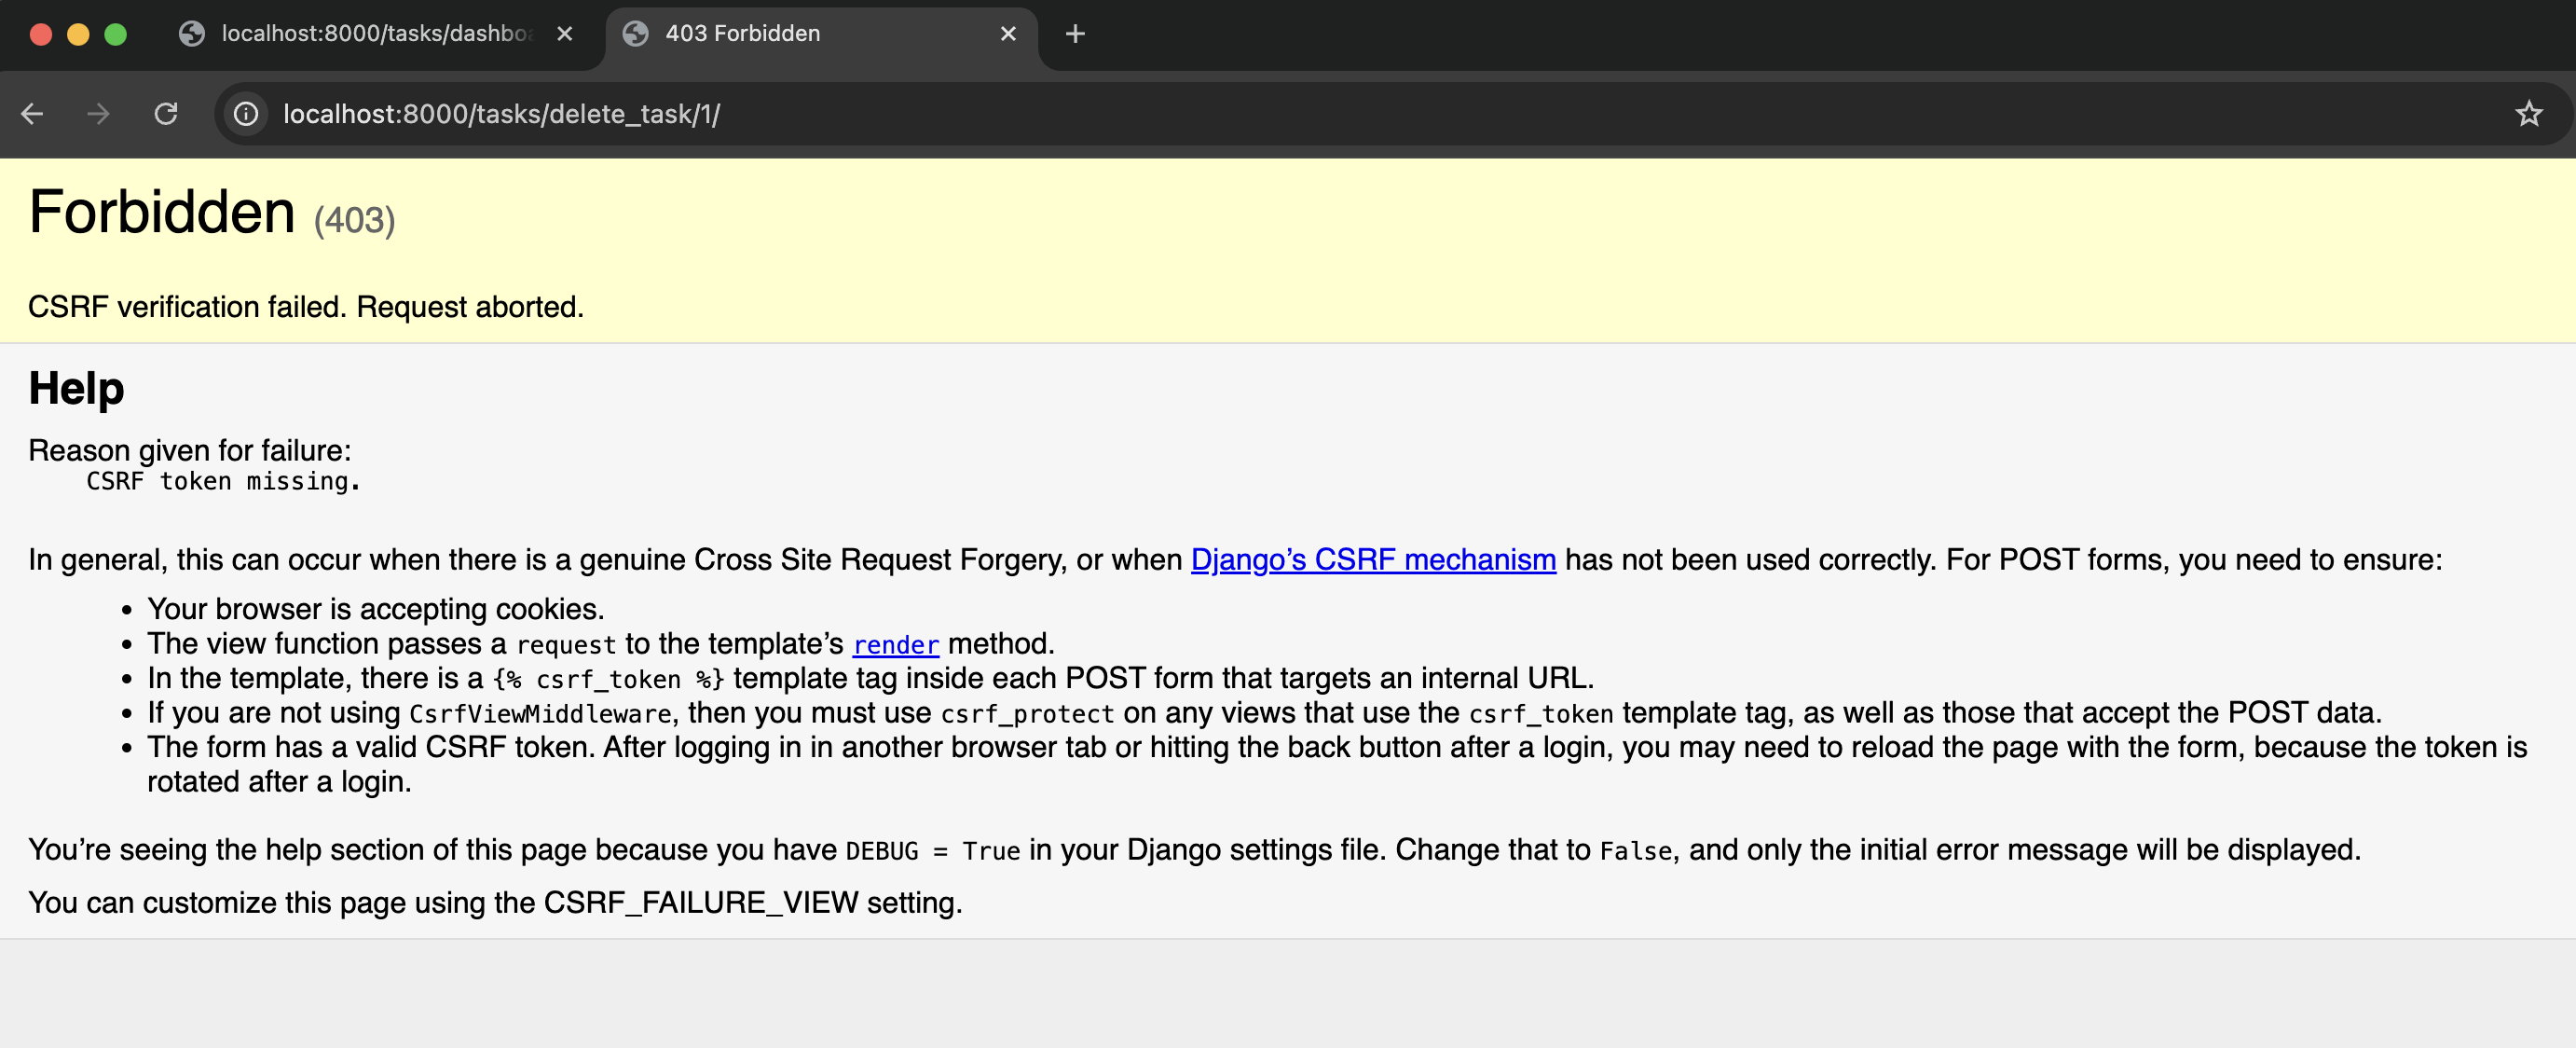 localhost:8000/tasks/dashboa
403 Forbidden
localhost:8000/tasks/delete_task/1/
Forbidden (403)
CSRF verification failed. Request aborted.
Help
Reason given for failure:
CSRF token missing.
In general, this can occur when there is a genuine Cross Site Request Forgery, or when Django’s CSRF mechanism has not been used correctly. For POST forms, you need to ensure:
• Your browser is accepting cookies.
• The view function passes a request to the template’s render method.
• In the template, there is a {% csrf_token %} template tag inside each POST form that targets an internal URL.
• If you are not using CsrfViewMiddleware, then you must use csrf_protect on any views that use the csrf_token template tag, as well as those that accept the POST data.
• The form has a valid CSRF token. After logging in in another browser tab or hitting the back button after a login, you may need to reload the page with the form, because the token is
rotated after a login.
You’re seeing the help section of this page because you have DEBUG = True in your Django settings file. Change that to False, and only the initial error message will be displayed.
You can customize this page using the CSRF_FAILURE_VIEW setting.